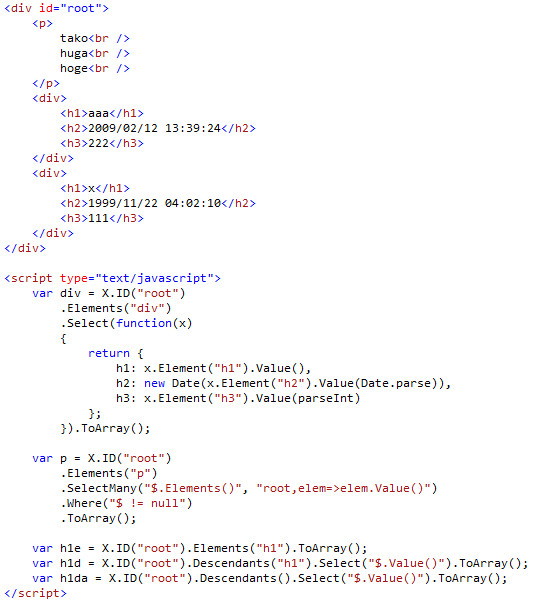 <div id="root">
    <p>
        tako<br />
        huga<br />
        hoge<br />
    </p>
    <div>
        <h1>aaa</h1>
        <h2>2009/02/12 13:39:24</h2>
        <h3>222</h3>
    </div>
    <div>
        <h1>x</h1>
        <h2>1999/11/22 04:02:10</h2>
        <h3>111</h3>
    </div>
</div>

<script type="text/javascript">
    var div = X.ID("root")
        .Elements("div")
        .Select(function(x)
        {
            return {
                h1: x.Element("h1").Value(),
                h2: new Date(x.Element("h2").Value(Date.parse)),
                h3: x.Element("h3").Value(parseInt)
            };
        }).ToArray();

    var p = X.ID("root")
        .Elements("p")
        .SelectMany("$.Elements()", "root,elem=>elem.Value()")
        .Where("$ != null")
        .ToArray();

    var h1e = X.ID("root").Elements("h1").ToArray();
    var h1d = X.ID("root").Descendants("h1").Select("$.Value()").ToArray();
    var h1da = X.ID("root").Descendants().Select("$.Value()").ToArray();
</script>